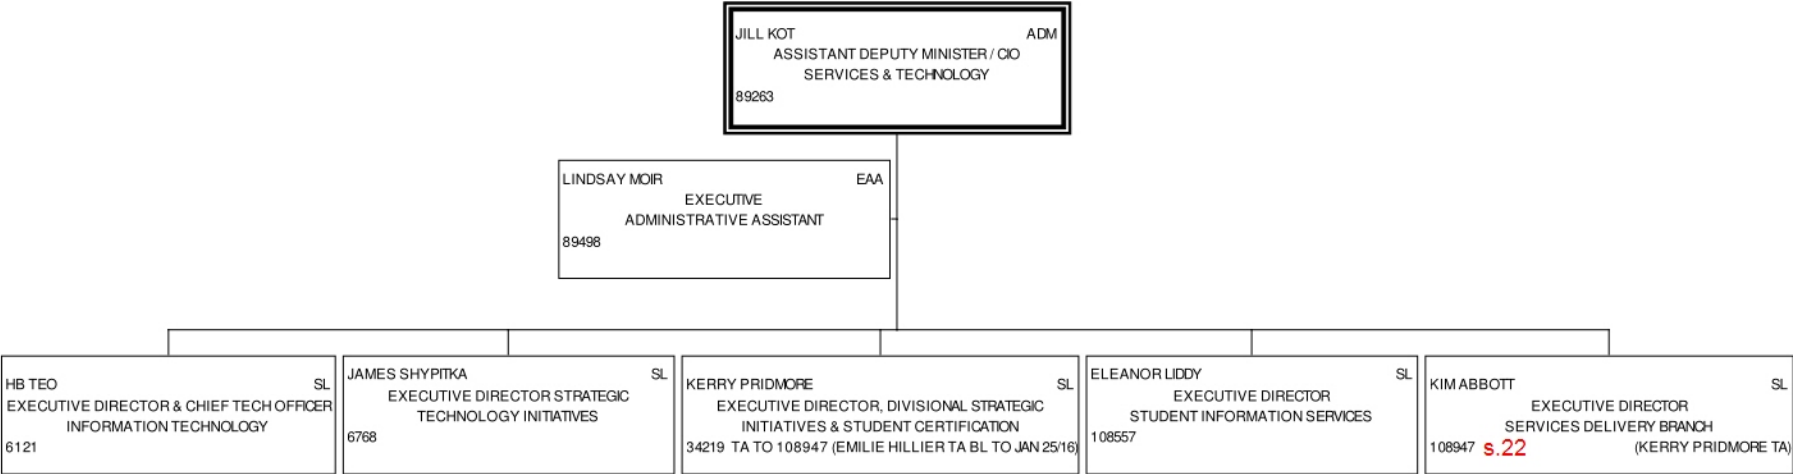 JILL KOT ADM
ASSISTANT DEPUTY MINISTER / CIO
SERVICES & TECHNOLOGY
89263
LINDSAY MOIR EAA
EXECUTIVE
ADMINISTRATIVE ASSISTANT
89498
HB TEO SL
EXECUTIVE DIRECTOR & CHIEF TECH OFFICER
INFORMATION TECHNOLOGY
6121
JAMES SHYPITKA SL
EXECUTIVE DIRECTOR STRATEGIC
TECHNOLOGY INITIATIVES
6768
KERRY PRIDMORE SL
EXECUTIVE DIRECTOR, DIVISIONAL STRATEGIC
INITIATIVES & STUDENT CERTIFICATION
34219 TA TO 108947 (EMILIE HILLIER TA BL TO JAN 25/16)
ELEANOR LIDDY SL
EXECUTIVE DIRECTOR
STUDENT INFORMATION SERVICES
108557
KIM ABBOTT SL
EXECUTIVE DIRECTOR
SERVICES DELIVERY BRANCH
108947 s.22 (KERRY PRIDMORE TA)